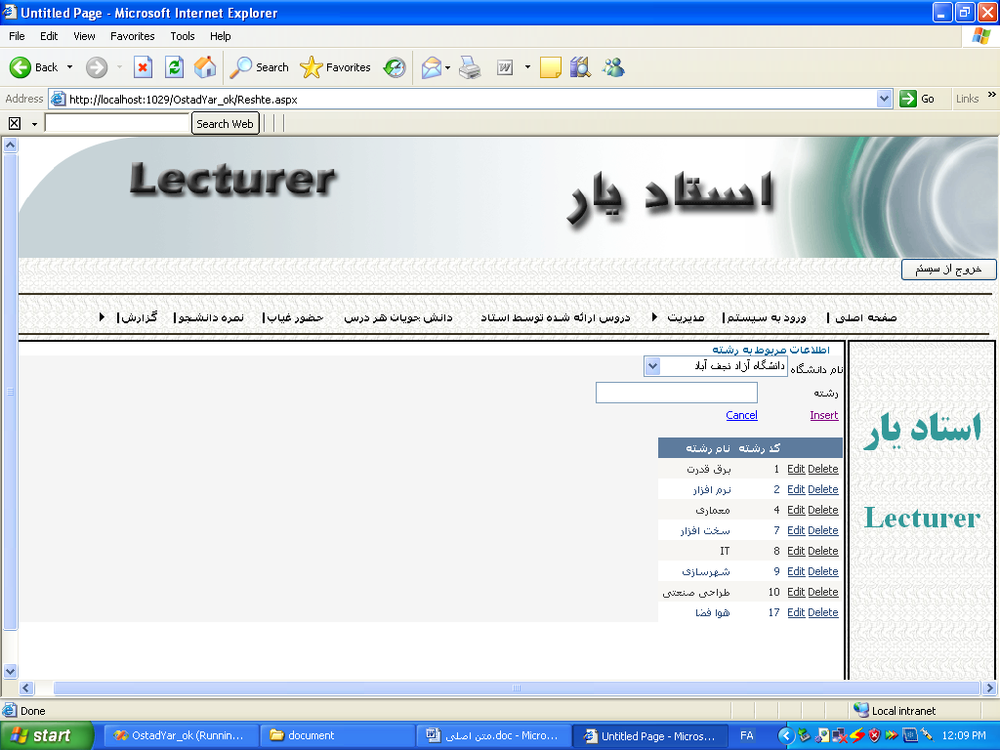 Untitled Page - Microsoft Internet Explorer
File Edit View Favorites Tools Help
Back Search Favorites
Address http://localhost:1029/OstadYar_ok/Reshte.aspx Go Links »
Search Web
Lecturer استاد یار
خروج از سیستم
صفحه اصلی | ورود به سیستم | مدیریت دروس ارائه شده توسط استاد دانش جویان هر درس حضور غیاب | نمره دانشجو | گزارش |
اطلاعات مربوط به رشته
نام دانشگاه دانشگاه آزاد نجف آباد
رشته
Insert Cancel
کد رشته نام رشته
Edit Delete 1 برق قدرت
Edit Delete 2 نرم افزار
Edit Delete 4 معماری
Edit Delete 7 سخت افزار
Edit Delete 8 IT
Edit Delete 9 شهرسازی
Edit Delete 10 طراحی صنعتی
Edit Delete 17 هوا فضا
استاد یار
Lecturer
Done Local intranet
start OstadYar_ok (Runnin... document متن اصلی.doc - Micros... Untitled Page - Micros... FA 12:09 PM